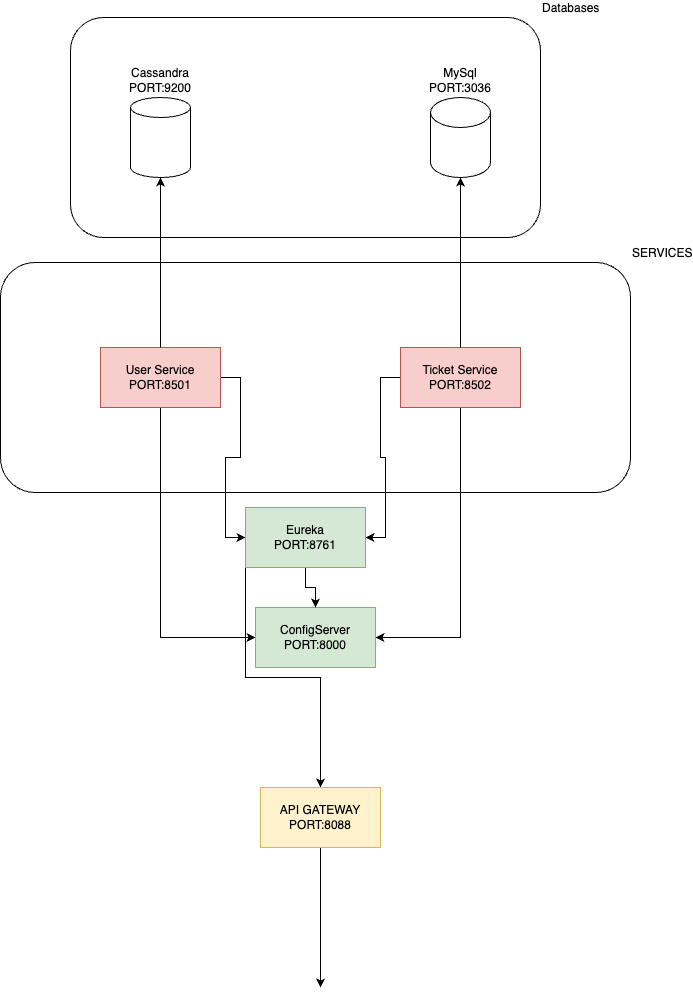 Databases
Cassandra
PORT:9200
MySql
PORT:3036
SERVICES
User Service
PORT:8501
Ticket Service
PORT:8502
Eureka
PORT:8761
ConfigServer
PORT:8000
API GATEWAY
PORT:8088